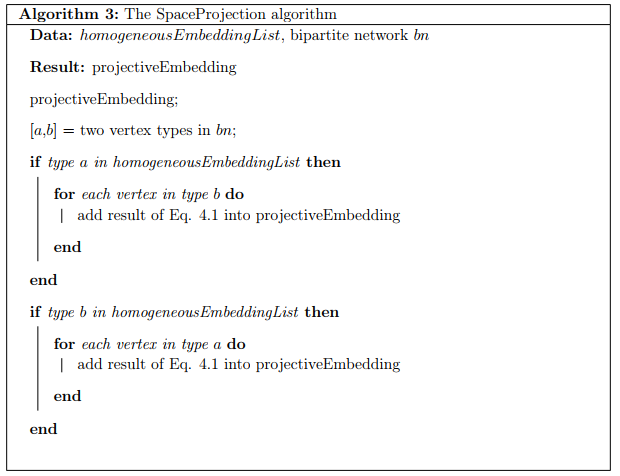 Algorithm 3: The SpaceProjection algorithm
Data: homogeneousEmbeddingList, bipartite network bn
Result: projectiveEmbedding
projectiveEmbedding;
[a,b] = two vertex types in bn;
if type a in homogeneousEmbeddingList then
for each vertex in type b do
add result of Eq. 4.1 into projectiveEmbedding
end
end
if type b in homogeneousEmbeddingList then
for each vertex in type a do
add result of Eq. 4.1 into projectiveEmbedding
end
end